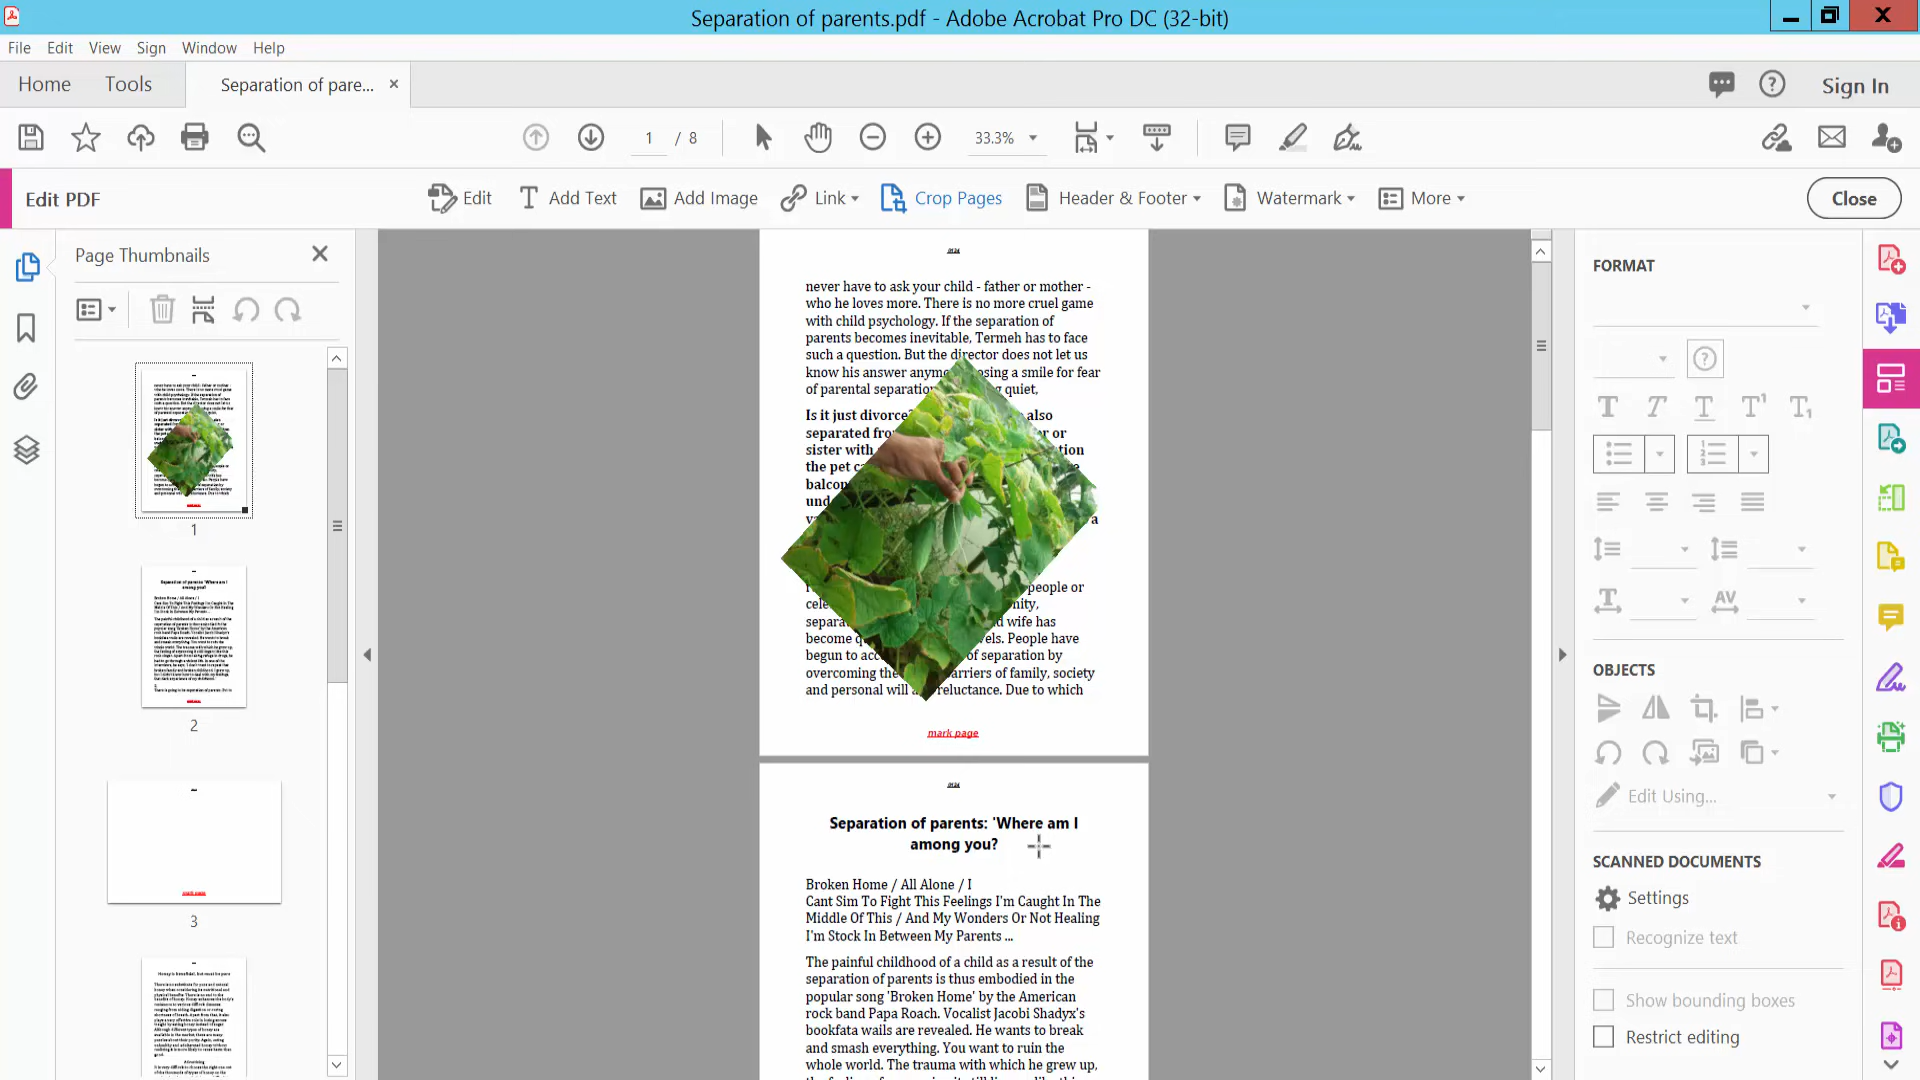 Separation of parents.pdf - Adobe Acrobat Pro DC (32-bit)
File Edit View Sign Window Help
Home Tools Separation of pare... Sign In
1 / 8 33.3%
Edit PDF Edit Add Text Add Image Link Crop Pages Header & Footer Watermark More Close
Page Thumbnails
1
2
3
never have to ask your child - father or mother -
who he loves more. There is no more cruel game
with child psychology. If the separation of
parents becomes inevitable, Termeh has to face
such a question. But the director does not let us
know his answer anymo osing a smile for fear
of parental separation g quiet,
Is it just divorce? also
separated fro r or
sister with tion
the pet c e
balcon
und
v a
people or
cele nity,
separa d wife has
become q vels. People have
begun to acc of separation by
overcoming the arriers of family, society
and personal will a reluctance. Due to which
mark page
Separation of parents: 'Where am I
among you?
Broken Home / All Alone / I
Cant Sim To Fight This Feelings I'm Caught In The
Middle Of This / And My Wonders Or Not Healing
I'm Stock In Between My Parents ...
The painful childhood of a child as a result of the
separation of parents is thus embodied in the
popular song 'Broken Home' by the American
rock band Papa Roach. Vocalist Jacobi Shadyx's
bookfata wails are revealed. He wants to break
and smash everything. You want to ruin the
whole world. The trauma with which he grew up,
FORMAT
OBJECTS
Edit Using...
SCANNED DOCUMENTS
Settings
Recognize text
Show bounding boxes
Restrict editing